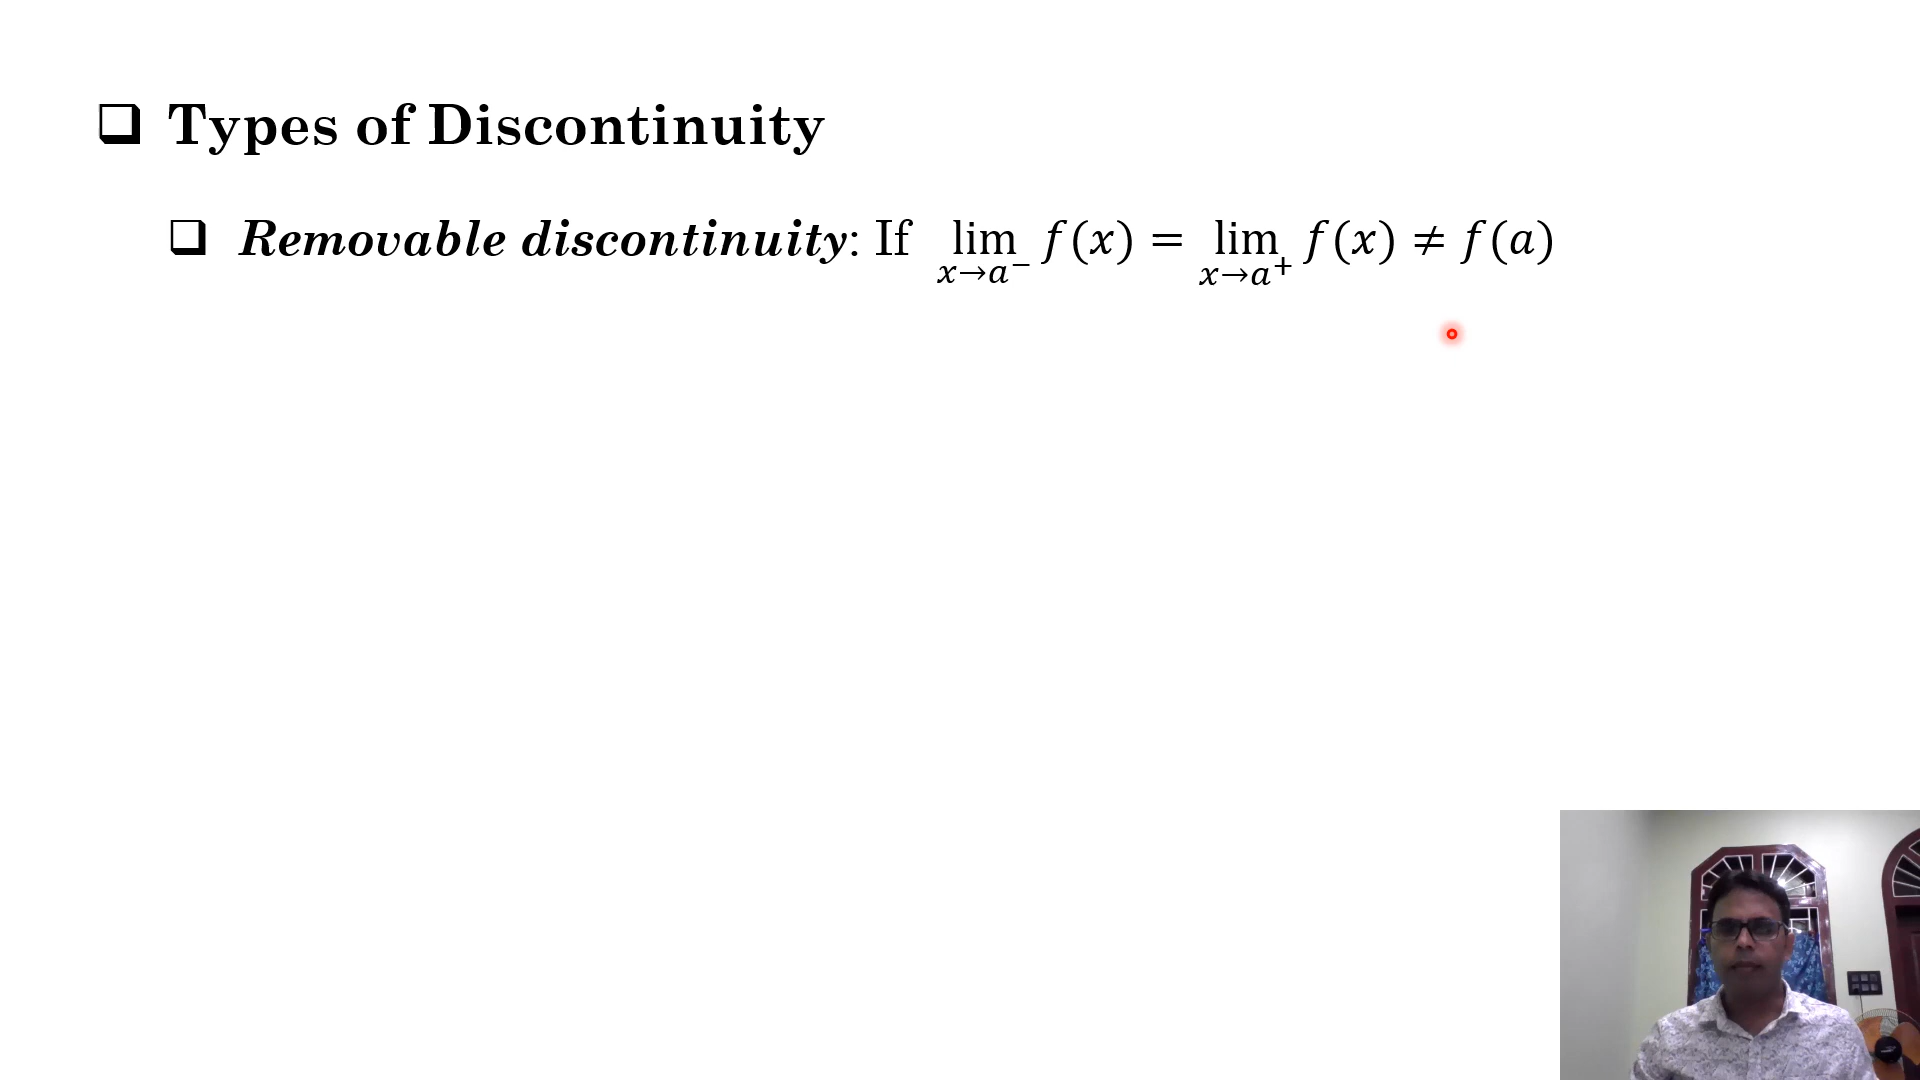 ❑ Types of Discontinuity
❑ Removable discontinuity: If lim_{x→a⁻} f(x) = lim_{x→a⁺} f(x) ≠ f(a)